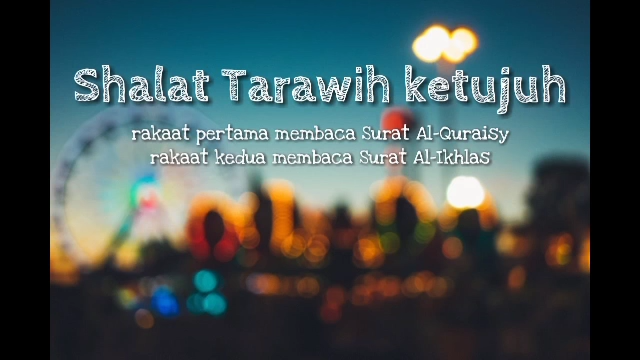 Shalat Tarawih ketujuh
rakaat pertama membaca Surat Al-Quraisy
rakaat kedua membaca Surat Al-Ikhlas